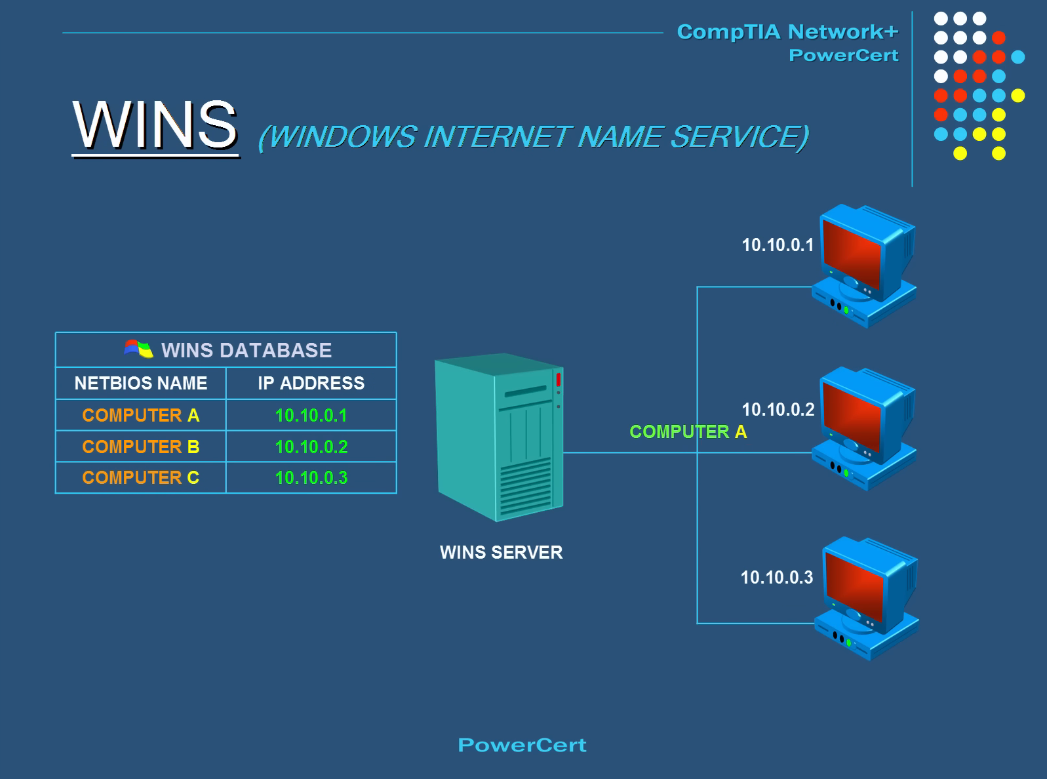 CompTIA Network+
PowerCert
WINS (WINDOWS INTERNET NAME SERVICE)
10.10.0.1
WINS DATABASE
NETBIOS NAME IP ADDRESS
COMPUTER A 10.10.0.1
COMPUTER B 10.10.0.2
COMPUTER C 10.10.0.3
10.10.0.2
COMPUTER A
WINS SERVER
10.10.0.3
PowerCert